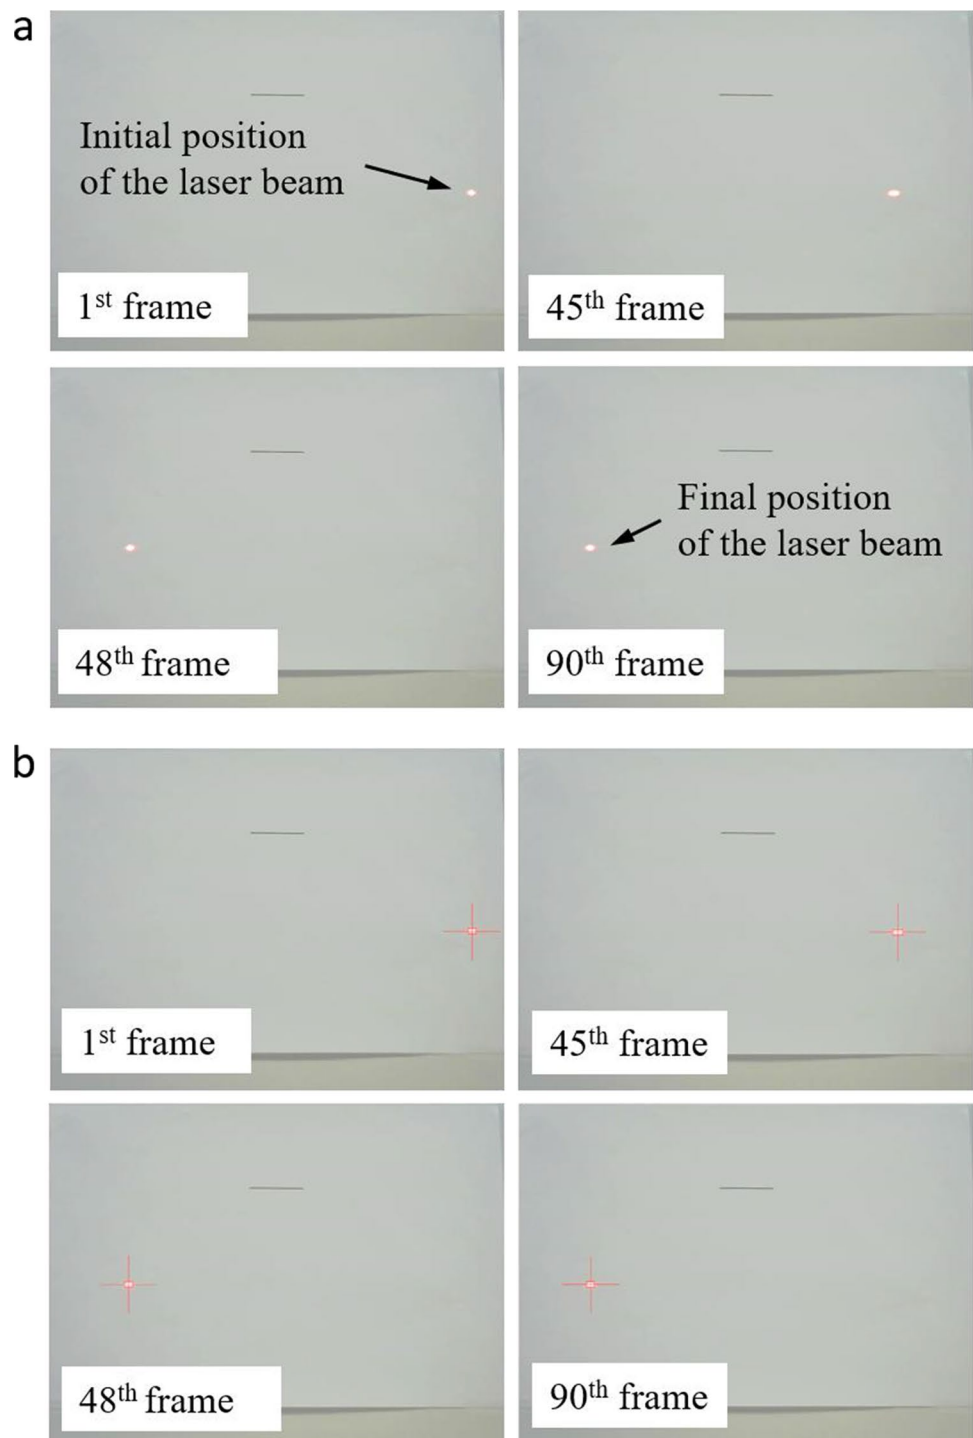 a
Initial position
of the laser beam
1st frame
45th frame
48th frame
Final position
of the laser beam
90th frame
b
1st frame
45th frame
48th frame
90th frame